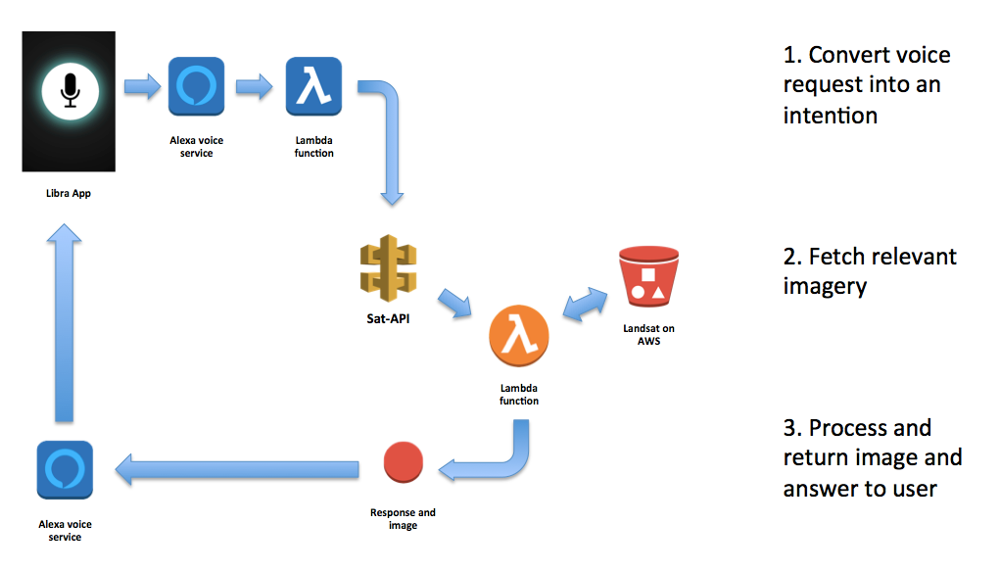 1. Convert voice
request into an
intention
Alexa voice
service
Lambda
function
Libra App
2. Fetch relevant
imagery
Sat-API
Landsat on
AWS
Lambda
function
3. Process and
return image and
answer to user
Response and
image
Alexa voice
service